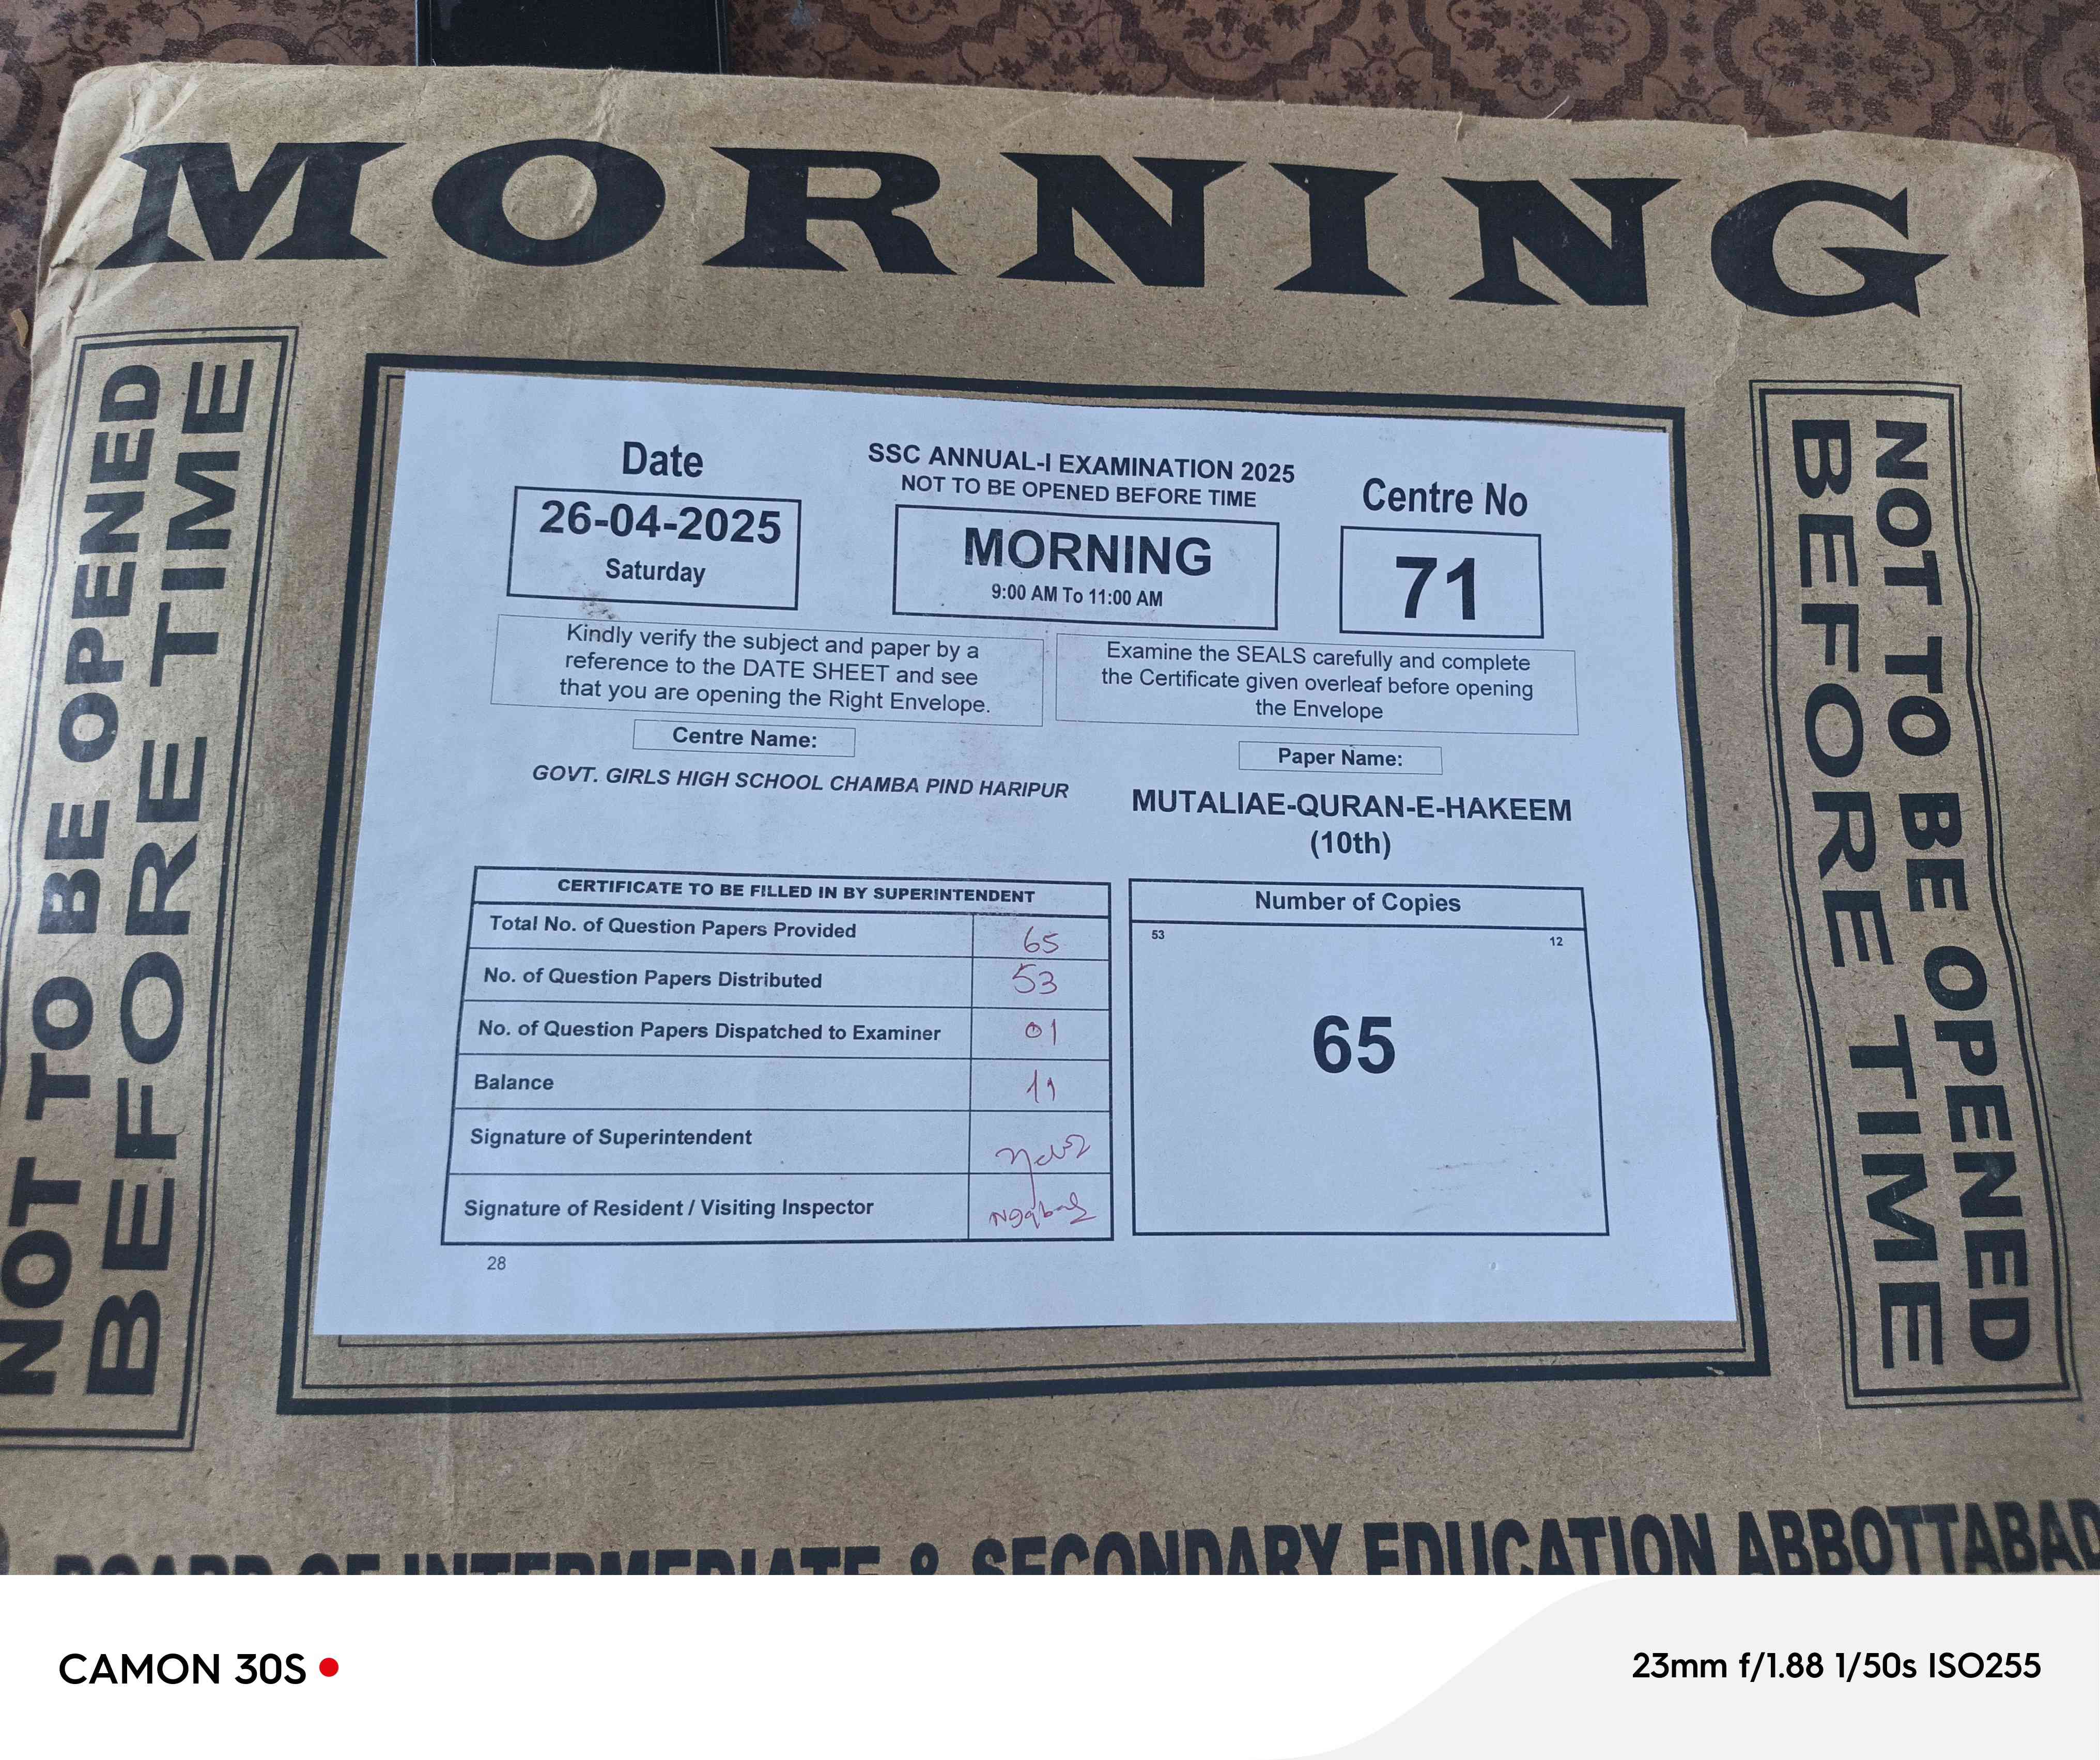 MORNING
NOT TO BE OPENED
BEFORE TIME
Date
26-04-2025
Saturday
SSC ANNUAL-I EXAMINATION 2025
NOT TO BE OPENED BEFORE TIME
MORNING
9:00 AM To 11:00 AM
Centre No
71
Kindly verify the subject and paper by a
reference to the DATE SHEET and see
that you are opening the Right Envelope.
Examine the SEALS carefully and complete
the Certificate given overleaf before opening
the Envelope
Centre Name:
GOVT. GIRLS HIGH SCHOOL CHAMBA PIND HARIPUR
Paper Name:
MUTALIAE-QURAN-E-HAKEEM
(10th)
CERTIFICATE TO BE FILLED IN BY SUPERINTENDENT
Total No. of Question Papers Provided 65
No. of Question Papers Distributed 53
No. of Question Papers Dispatched to Examiner 01
Balance 11
Signature of Superintendent
Signature of Resident / Visiting Inspector
28
Number of Copies
53 12
65
NOT TO BE OPENED
BEFORE TIME
BOARD OF INTERMEDIATE & SECONDARY EDUCATION ABBOTTABAD
CAMON 30S
23mm f/1.88 1/50s ISO255